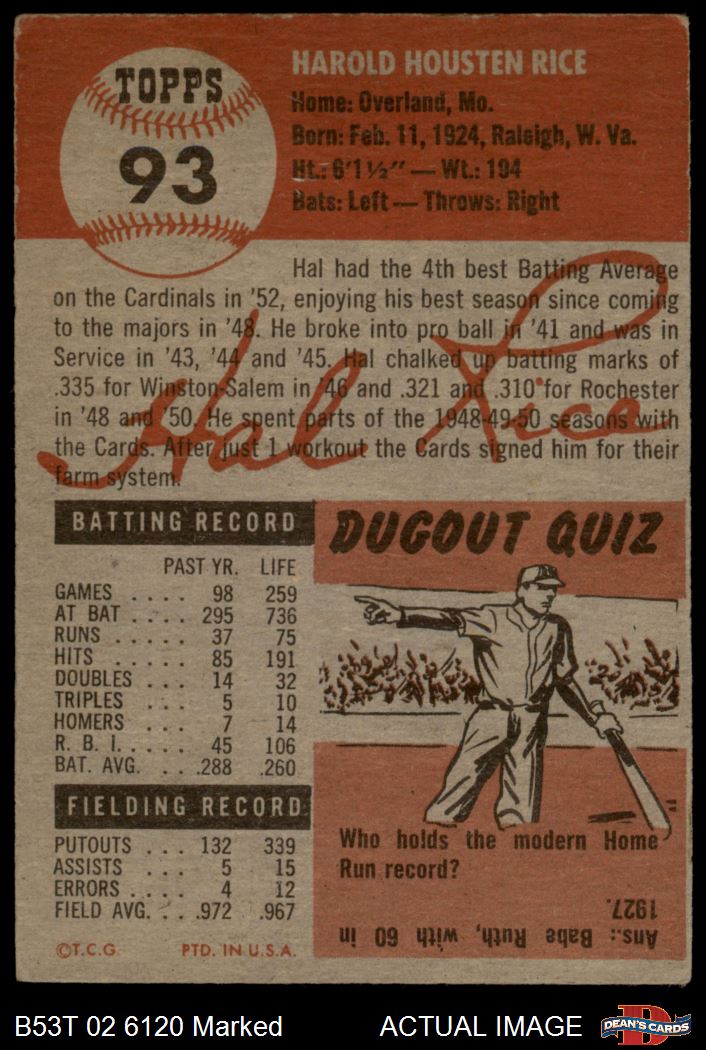 TOPPS
93
HAROLD HOUSTEN RICE
Home: Overland, Mo.
Born: Feb. 11, 1924, Raleigh, W. Va.
Ht.: 6'1½" — Wt.: 194
Bats: Left — Throws: Right
Hal had the 4th best Batting Average
on the Cardinals in '52, enjoying his best season since coming
to the majors in '48. He broke into pro ball in '41 and was in
Service in '43, '44 and '45. Hal chalked up batting marks of
.335 for Winston-Salem in '46 and .321 and .310 for Rochester
in '48 and '50. He spent parts of the 1948-49-50 seasons with
the Cards. After just 1 workout the Cards signed him for their
farm system.
Hal Rice
BATTING RECORD
PAST YR. LIFE
GAMES .... 98 259
AT BAT .... 295 736
RUNS ..... 37 75
HITS ..... 85 191
DOUBLES ... 14 32
TRIPLES ... 5 10
HOMERS ... 7 14
R. B. I. .... 45 106
BAT. AVG. ... .288 .260
FIELDING RECORD
PUTOUTS ... 132 339
ASSISTS ... 5 15
ERRORS ... 4 12
FIELD AVG. .. .972 .967
©T.C.G. PTD. IN U.S.A.
DUGOUT QUIZ
Who holds the modern Home
Run record?
Ans.: Babe Ruth, with 60 in
1927.
B53T 02 6120 Marked
ACTUAL IMAGE
D
DEAN'S CARDS